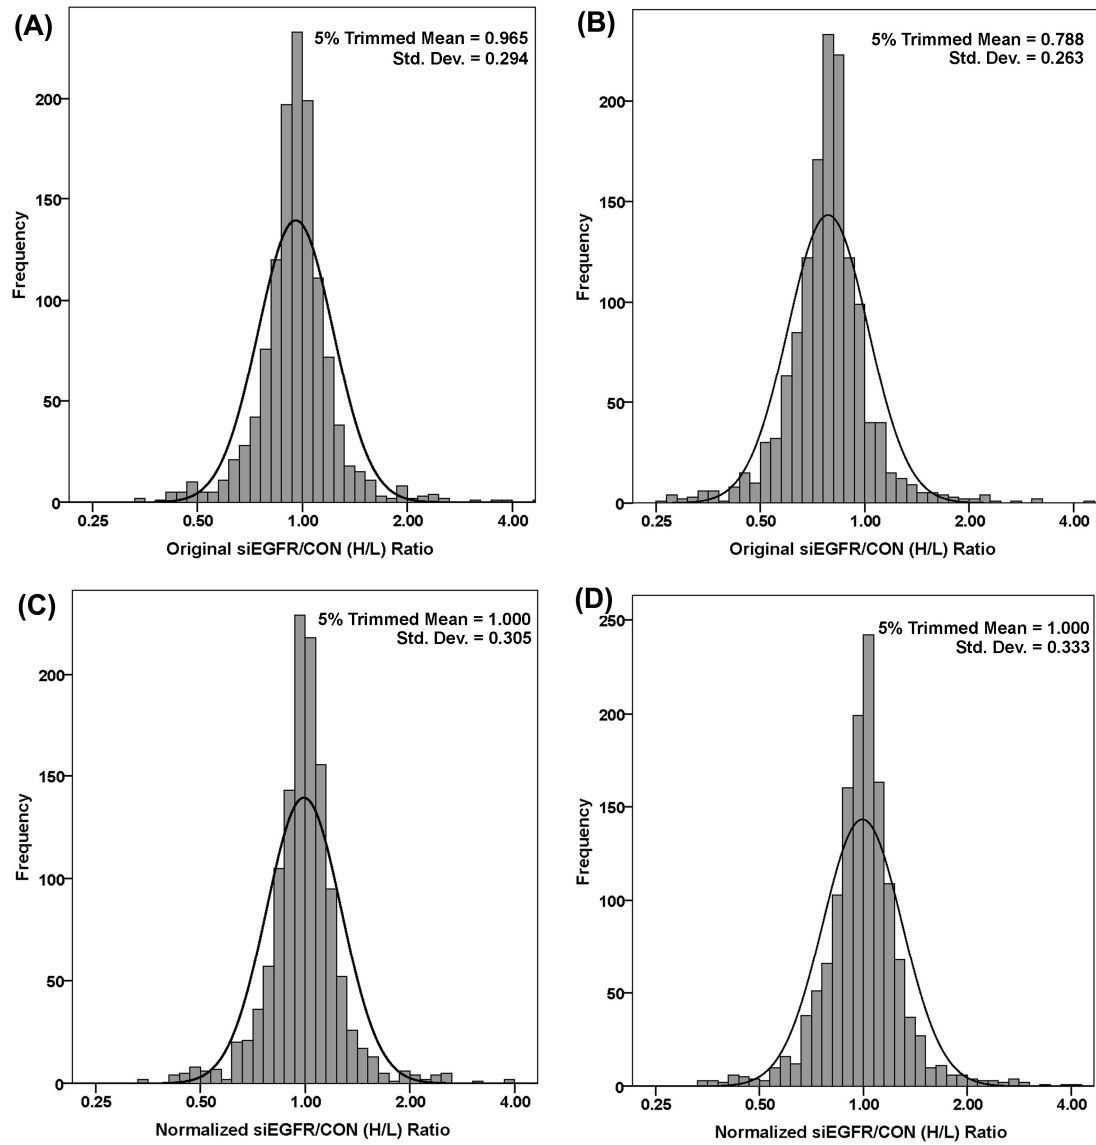 (A)
5% Trimmed Mean = 0.965
Std. Dev. = 0.294
Frequency
200
150
100
50
0
0.25 0.50 1.00 2.00 4.00
Original siEGFR/CON (H/L) Ratio
(B)
5% Trimmed Mean = 0.788
Std. Dev. = 0.263
Frequency
200
150
100
50
0
0.25 0.50 1.00 2.00 4.00
Original siEGFR/CON (H/L) Ratio
(C)
5% Trimmed Mean = 1.000
Std. Dev. = 0.305
Frequency
200
150
100
50
0
0.25 0.50 1.00 2.00 4.00
Normalized siEGFR/CON (H/L) Ratio
(D)
5% Trimmed Mean = 1.000
Std. Dev. = 0.333
Frequency
250
200
150
100
50
0
0.25 0.50 1.00 2.00 4.00
Normalized siEGFR/CON (H/L) Ratio